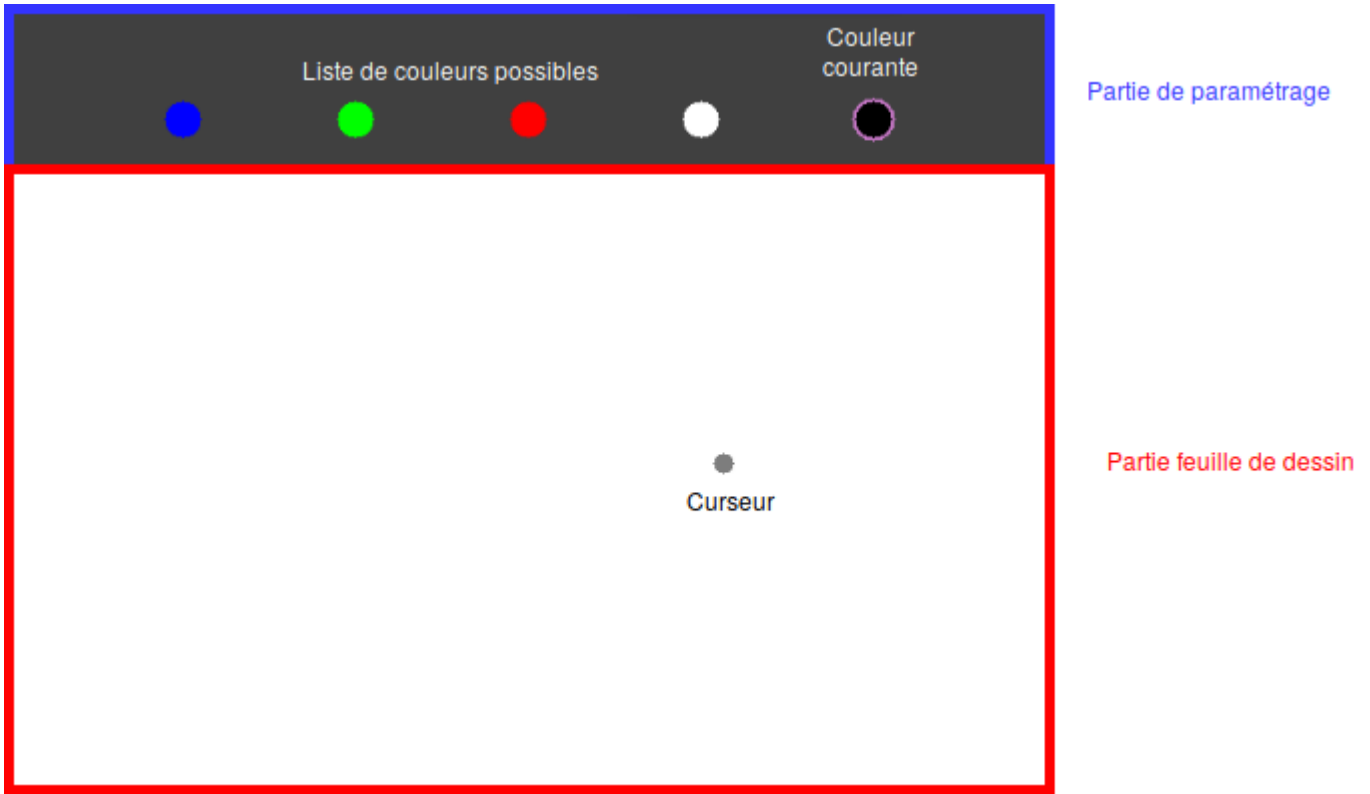 Couleur
courante
Liste de couleurs possibles
Partie de paramétrage
Partie feuille de dessin
Curseur